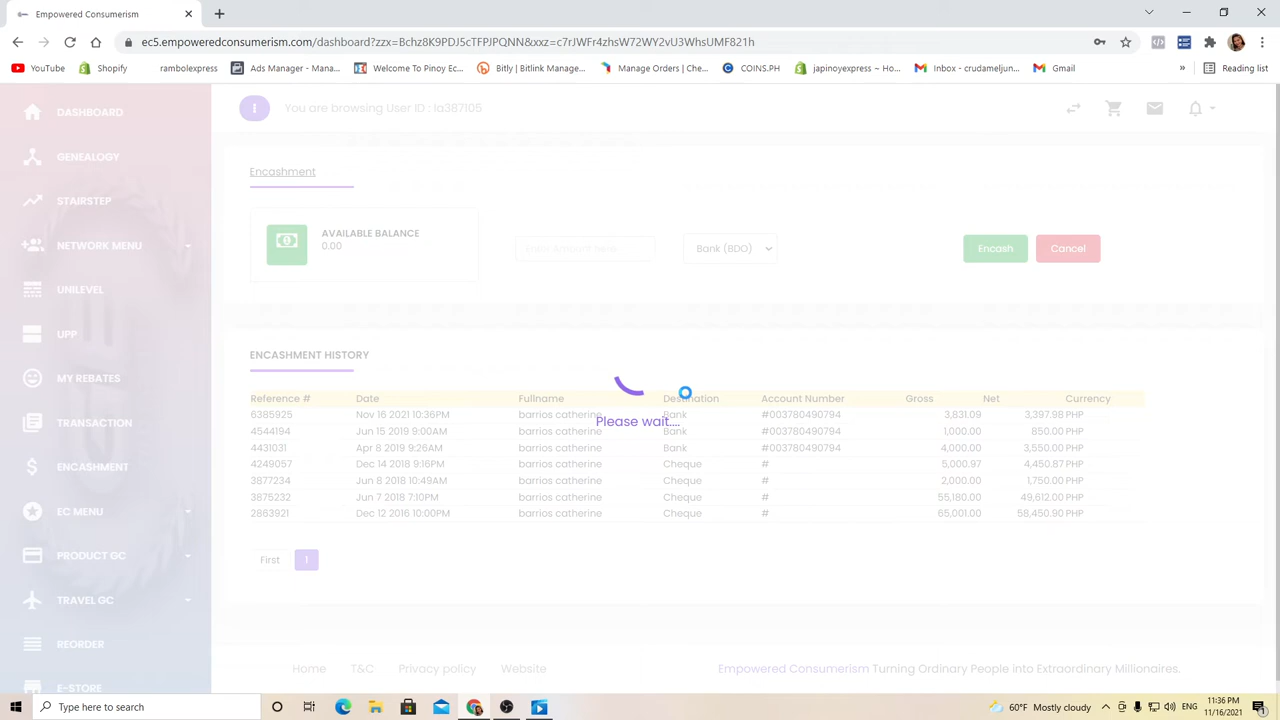 Empowered Consumerism
ec5.empoweredconsumerism.com/dashboard?zzx=Bchz8K9PDJ5cTFPJPQNN&xxz=c7rJWFr4zhsW72WY2vU3WhsUMF821h
YouTube Shopify rambolexpress Ads Manager - Mana... Welcome To Pinoy Ec... Bitly | Bitlink Manage... Manage Orders | Che... COINS.PH japinoyexpress ~ Ho... Inbox - crudameljun... Gmail » Reading list
I You are browsing User ID : Ia387105
DASHBOARD
GENEALOGY
STAIRSTEP
NETWORK MENU
UNILEVEL
UPP
MY REBATES
TRANSACTION
ENCASHMENT
EC MENU
PRODUCT GC
TRAVEL GC
REORDER
E-STORE
Encashment
AVAILABLE BALANCE
0.00
Enter Amount here... Bank (BDO) Encash Cancel
ENCASHMENT HISTORY
Reference # Date Fullname Destination Account Number Gross Net Currency
6385925 Nov 16 2021 10:36PM barrios catherine Bank #003780490794 3,831.09 3,397.98 PHP
4544194 Jun 15 2019 9:00AM barrios catherine Bank #003780490794 1,000.00 850.00 PHP
4431031 Apr 8 2019 9:26AM barrios catherine Bank #003780490794 4,000.00 3,550.00 PHP
4249057 Dec 14 2018 9:16PM barrios catherine Cheque # 5,000.97 4,450.87 PHP
3877234 Jun 8 2018 10:49AM barrios catherine Cheque # 2,000.00 1,750.00 PHP
3875232 Jun 7 2018 7:10PM barrios catherine Cheque # 55,180.00 49,612.00 PHP
2863921 Dec 12 2016 10:00PM barrios catherine Cheque # 65,001.00 58,450.90 PHP
Please wait....
First 1
Home T&C Privacy policy Website Empowered Consumerism Turning Ordinary People into Extraordinary Millionaires.
Type here to search
60°F Mostly cloudy
11:36 PM
11/16/2021